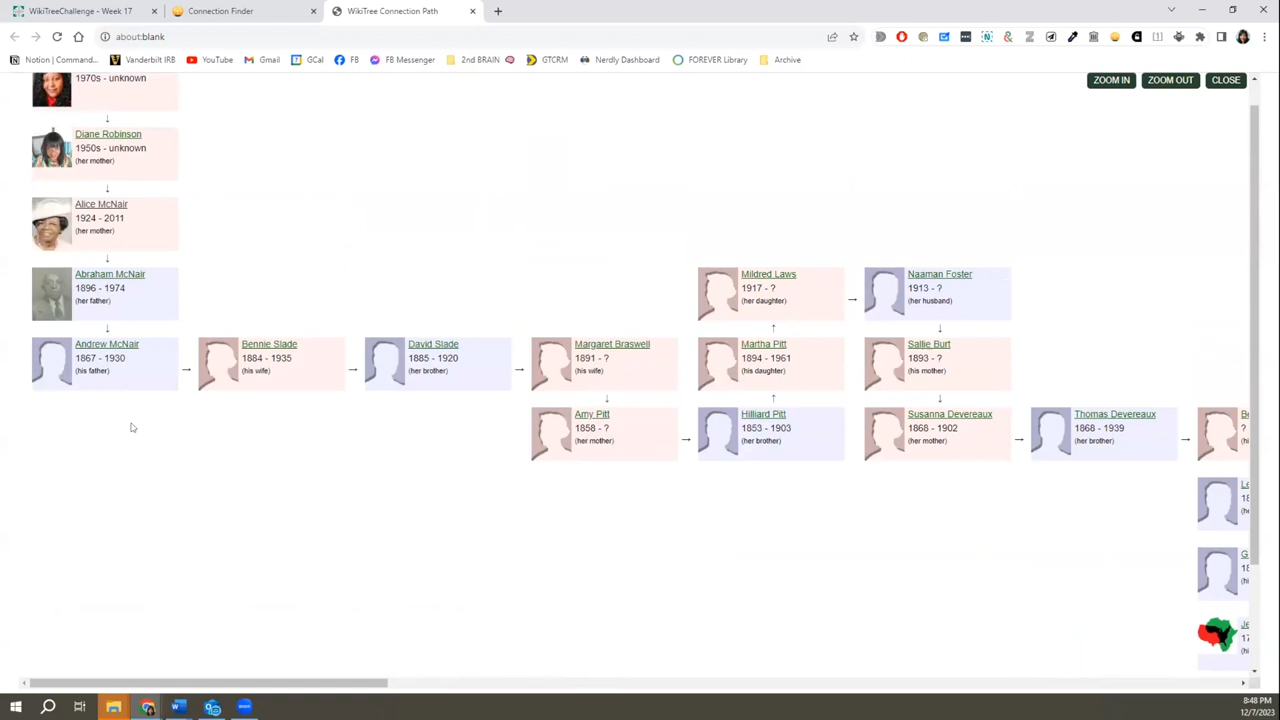 WikiTreeChallenge - Week 17
Connection Finder
WikiTree Connection Path
about:blank
Notion | Command... Vanderbilt IRB YouTube Gmail GCal FB FB Messenger 2nd BRAIN GTCRM Nerdly Dashboard FOREVER Library Archive
ZOOM IN ZOOM OUT CLOSE
1970s - unknown
Diane Robinson
1950s - unknown
(her mother)
Alice McNair
1924 - 2011
(her mother)
Abraham McNair
1896 - 1974
(her father)
Mildred Laws
1917 - ?
(her daughter)
Naaman Foster
1913 - ?
(her husband)
Andrew McNair
1867 - 1930
(his father)
Bennie Slade
1884 - 1935
(his wife)
David Slade
1885 - 1920
(her brother)
Margaret Braswell
1891 - ?
(his wife)
Martha Pitt
1894 - 1961
(his daughter)
Sallie Burt
1893 - ?
(his mother)
Amy Pitt
1858 - ?
(her mother)
Hilliard Pitt
1853 - 1903
(her brother)
Susanna Devereaux
1868 - 1902
(her mother)
Thomas Devereaux
1868 - 1939
(her brother)
8:48 PM
12/7/2023